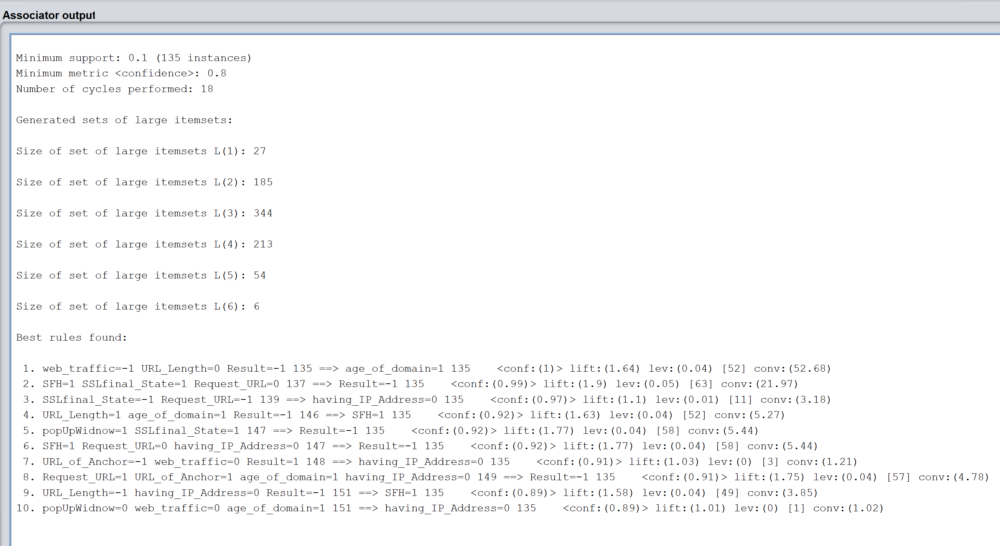 Associator output
Minimum support: 0.1 (135 instances)
Minimum metric <confidence>: 0.8
Number of cycles performed: 18
Generated sets of large itemsets:
Size of set of large itemsets L(1): 27
Size of set of large itemsets L(2): 185
Size of set of large itemsets L(3): 344
Size of set of large itemsets L(4): 213
Size of set of large itemsets L(5): 54
Size of set of large itemsets L(6): 6
Best rules found:
1. web_traffic=-1 URL_Length=0 Result=-1 135 ==> age_of_domain=1 135    <conf:(1)> lift:(1.64) lev:(0.04) [52] conv:(52.68)
2. SFH=1 SSLfinal_State=1 Request_URL=0 137 ==> Result=-1 135    <conf:(0.99)> lift:(1.9) lev:(0.05) [63] conv:(21.97)
3. SSLfinal_State=-1 Request_URL=-1 139 ==> having_IP_Address=0 135    <conf:(0.97)> lift:(1.1) lev:(0.01) [11] conv:(3.18)
4. URL_Length=1 age_of_domain=1 Result=-1 146 ==> SFH=1 135    <conf:(0.92)> lift:(1.63) lev:(0.04) [52] conv:(5.27)
5. popUpWidnow=1 SSLfinal_State=1 147 ==> Result=-1 135    <conf:(0.92)> lift:(1.77) lev:(0.04) [58] conv:(5.44)
6. SFH=1 Request_URL=0 having_IP_Address=0 147 ==> Result=-1 135    <conf:(0.92)> lift:(1.77) lev:(0.04) [58] conv:(5.44)
7. URL_of_Anchor=-1 web_traffic=0 Result=1 148 ==> having_IP_Address=0 135    <conf:(0.91)> lift:(1.03) lev:(0) [3] conv:(1.21)
8. Request_URL=1 URL_of_Anchor=1 age_of_domain=1 having_IP_Address=0 149 ==> Result=-1 135    <conf:(0.91)> lift:(1.75) lev:(0.04) [57] conv:(4.78)
9. URL_Length=-1 having_IP_Address=0 Result=-1 151 ==> SFH=1 135    <conf:(0.89)> lift:(1.58) lev:(0.04) [49] conv:(3.85)
10. popUpWidnow=0 web_traffic=0 age_of_domain=1 151 ==> having_IP_Address=0 135    <conf:(0.89)> lift:(1.01) lev:(0) [1] conv:(1.02)